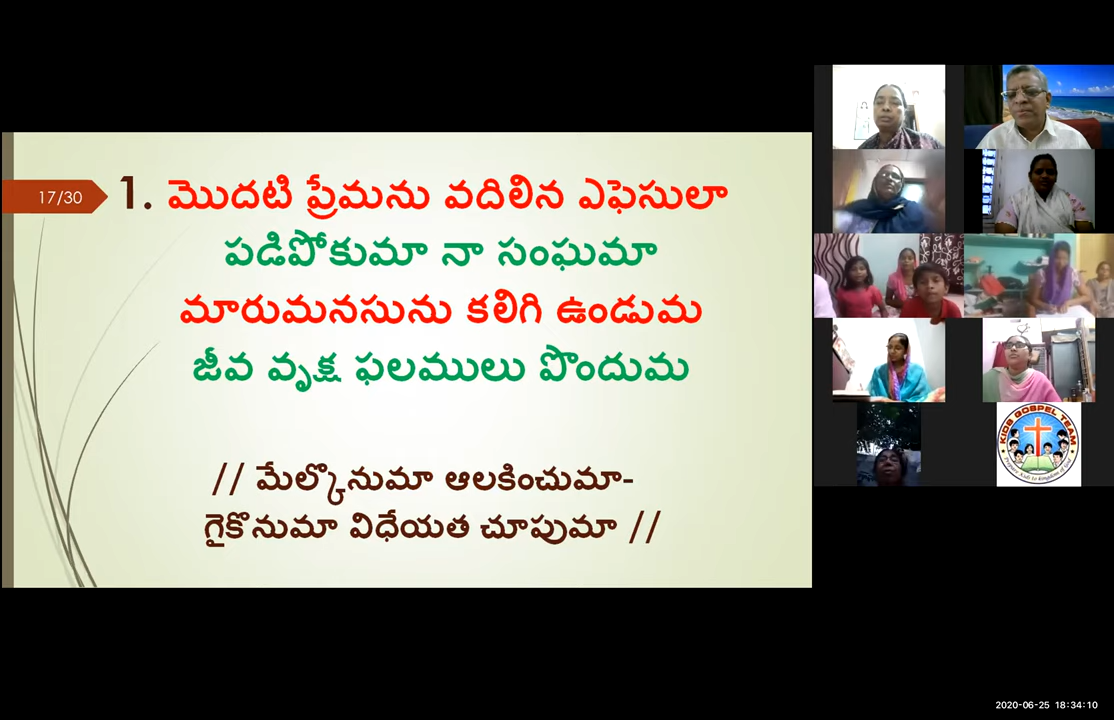 17/30
1. మొదటి ప్రేమను వదిలిన ఎఫెసులా
పడిపోకుమా నా సంఘమా
మారుమనసును కలిగి ఉండుమ
జీవ వృక్ష ఫలములు పొందుమ
// మేల్కొనుమా ఆలకించుమా-
గైకొనుమా విధేయత చూపుమా //
KIDS GOSPEL TEAM
2020-06-25 18:34:10